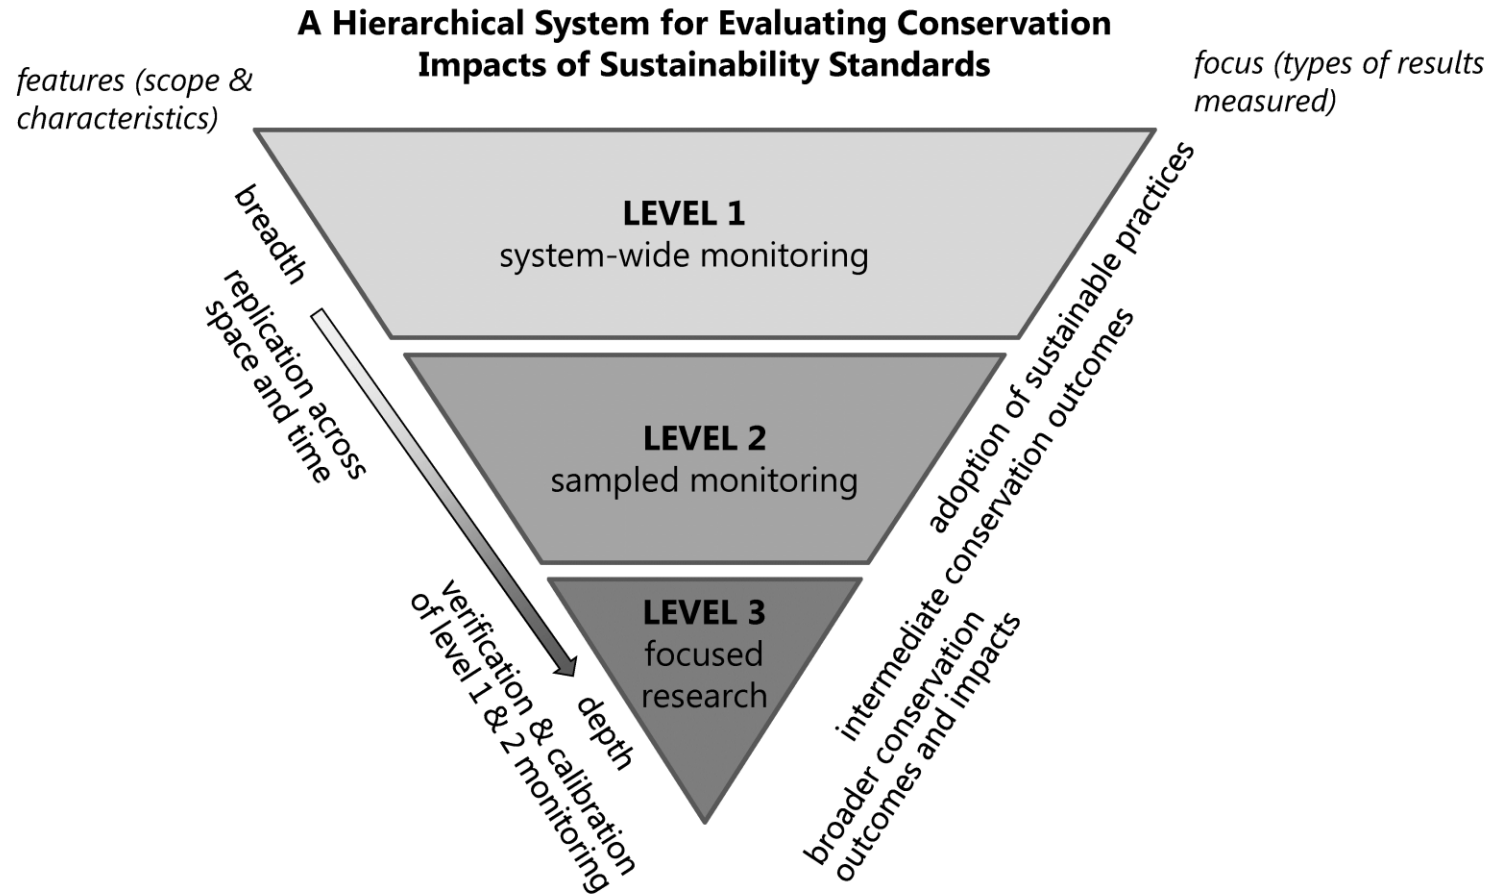 A Hierarchical System for Evaluating Conservation
Impacts of Sustainability Standards
features (scope &
characteristics)
focus (types of results
measured)
LEVEL 1
system-wide monitoring
LEVEL 2
sampled monitoring
LEVEL 3
focused
research
breadth
replication across
space and time
verification & calibration
of level 1 & 2 monitoring
depth
adoption of sustainable practices
intermediate conservation outcomes
broader conservation
outcomes and impacts